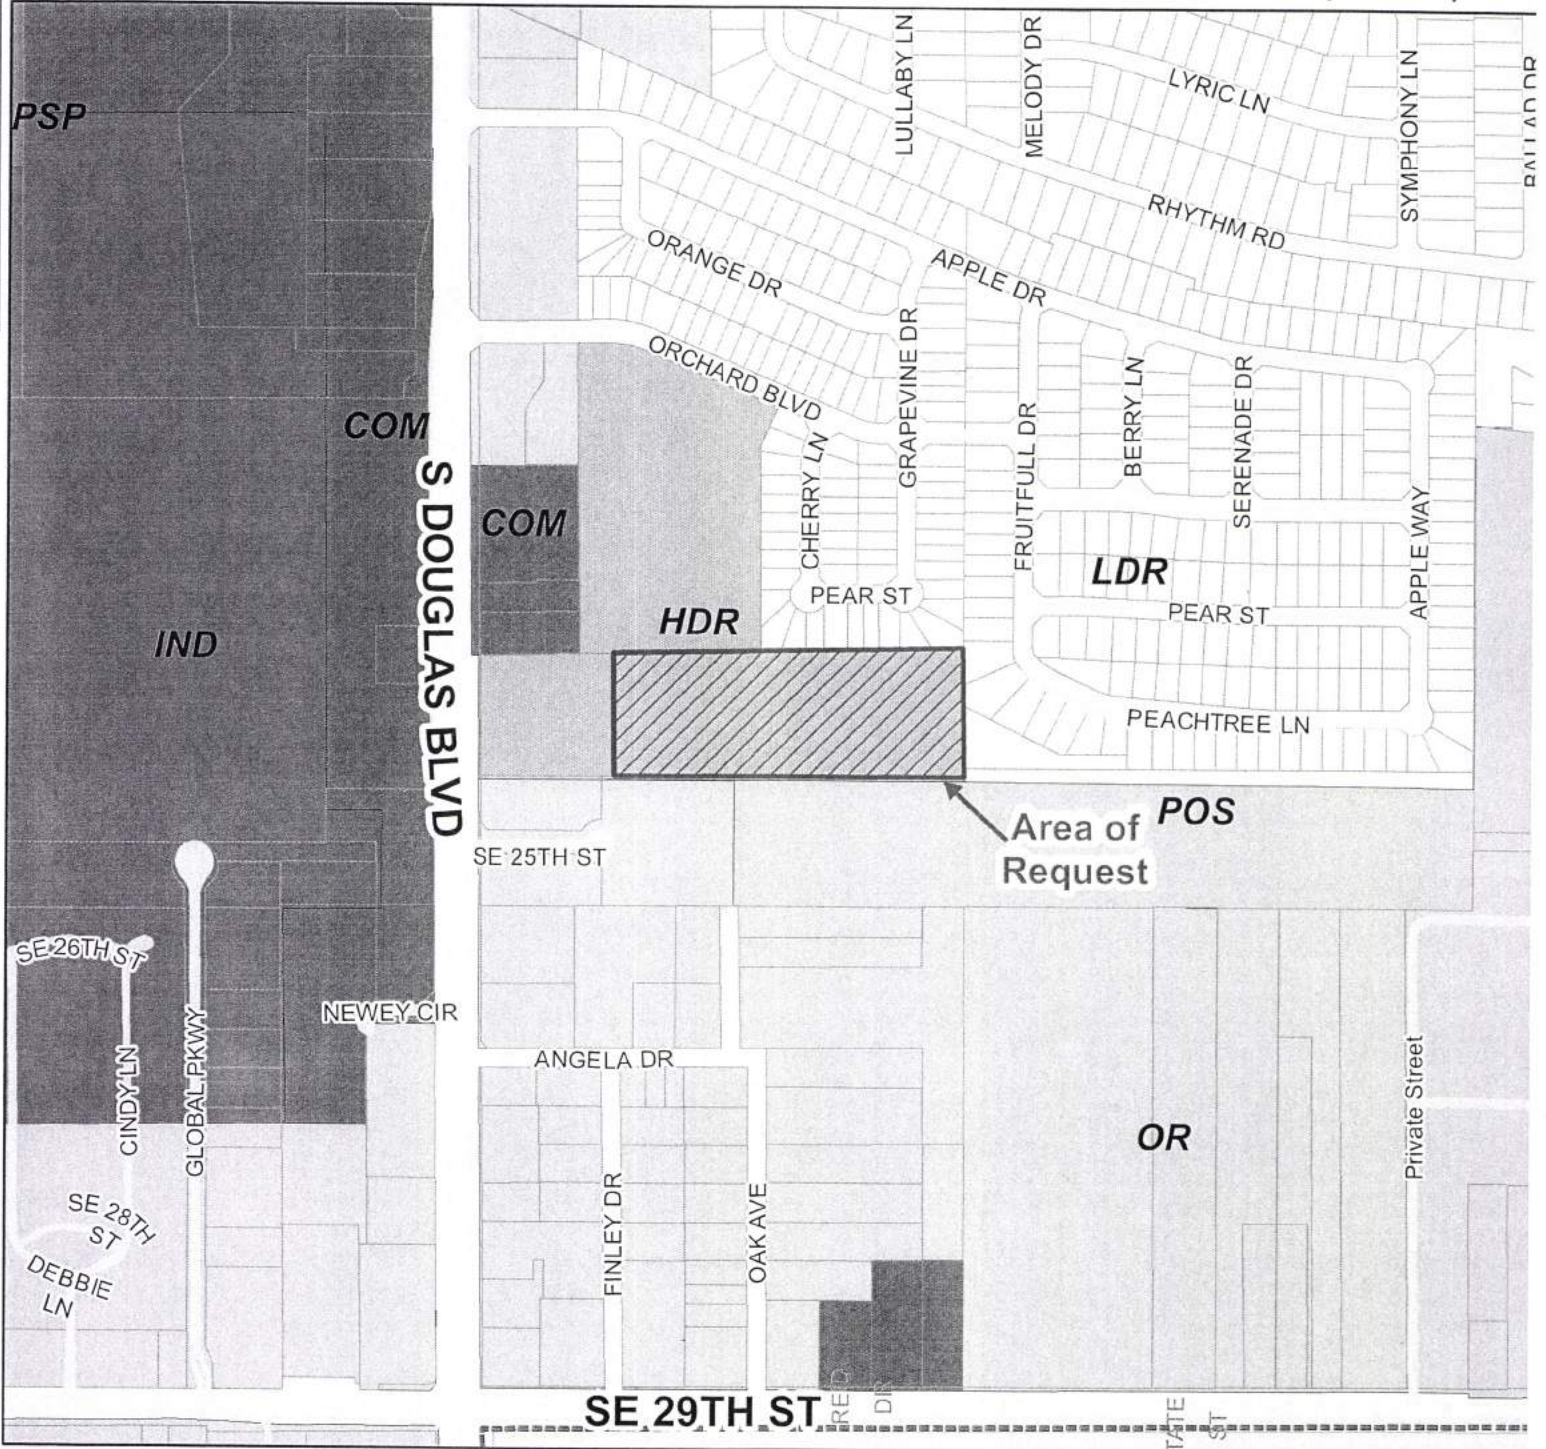 LULLABY LN
MELODY DR
LYRIC LN
SYMPHONY LN
PSP
RHYTHM RD
ORANGE DR
APPLE DR
ORCHARD BLVD
GRAPEVINE DR
BERRY LN
SERENADE DR
COM
S DOUGLAS BLVD
COM
CHERRY LN
FRUITFULL DR
APPLE WAY
LDR
PEAR ST
PEAR ST
HDR
IND
PEACHTREE LN
POS
Area of
Request
SE 25TH ST
SE 26TH ST
NEWEY CIR
CINDY LN
GLOBAL PKWY
ANGELA DR
Private Street
OR
FINLEY DR
OAK AVE
SE 28TH
ST
DEBBIE
LN
SE 29TH ST
ST